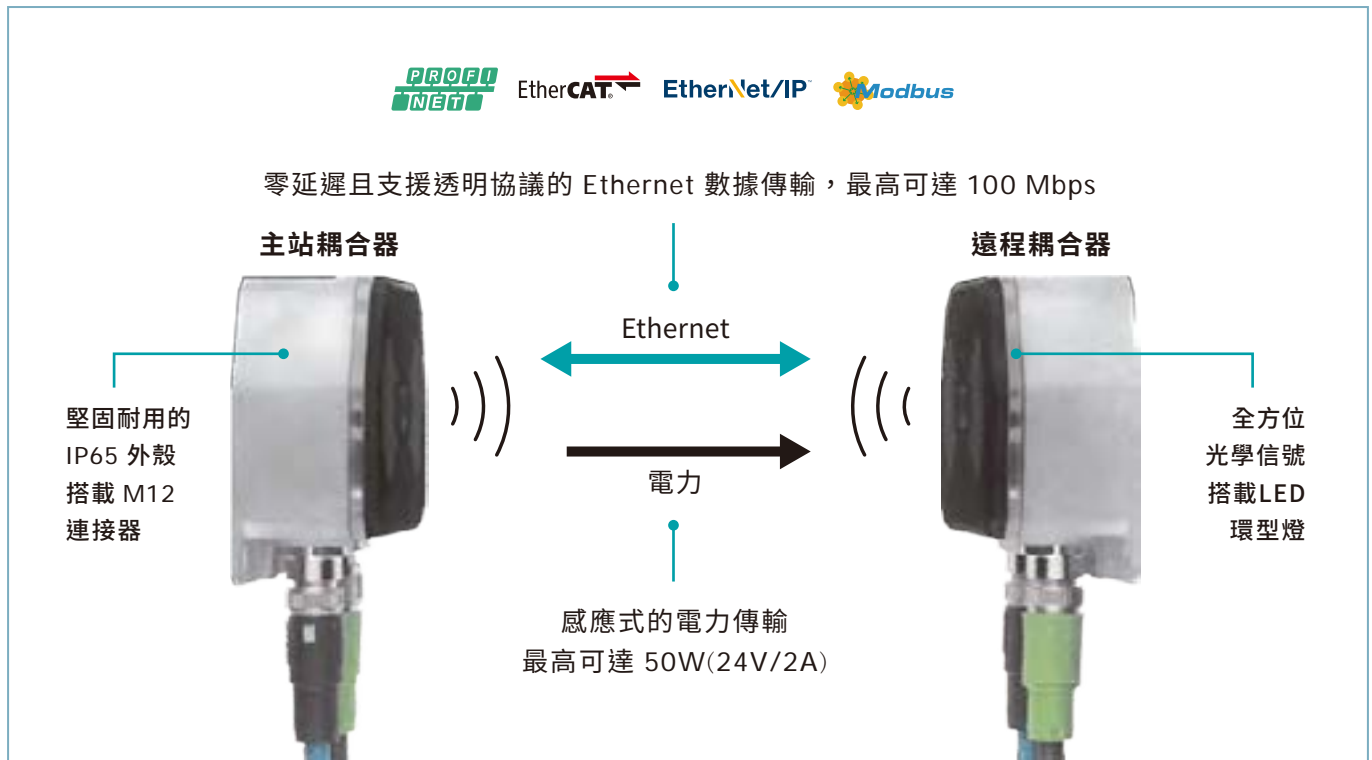 PROFI
NET
EtherCAT®
EtherNet/IP™
Modbus
零延遲且支援透明協議的 Ethernet 數據傳輸，最高可達 100 Mbps
主站耦合器
遠程耦合器
Ethernet
電力
堅固耐用的
IP65 外殼
搭載 M12
連接器
全方位
光學信號
搭載LED
環型燈
感應式的電力傳輸
最高可達 50W(24V/2A)